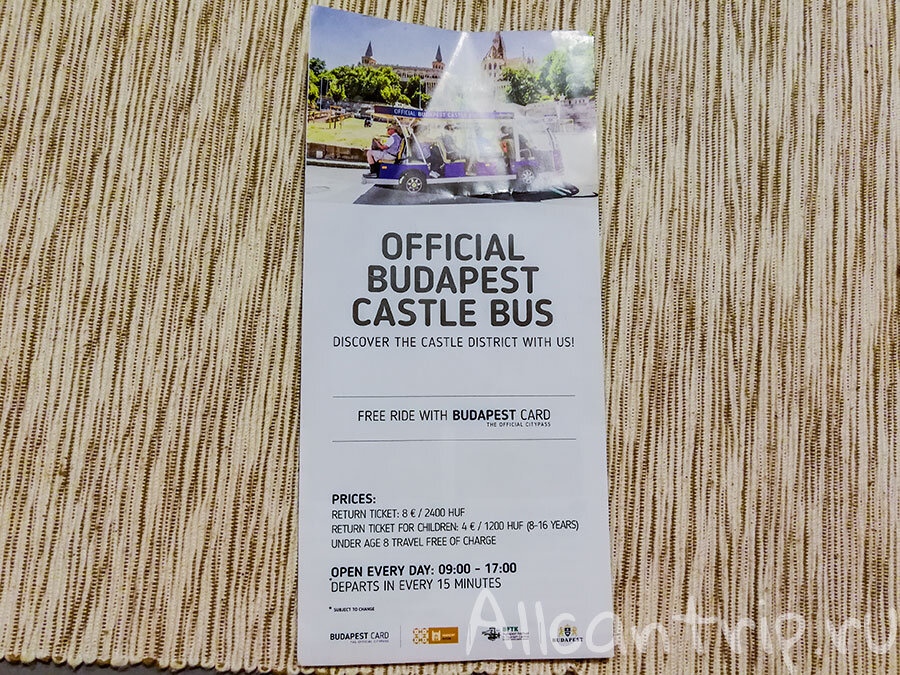 OFFICIAL BUDAPEST CASTLE
OFFICIAL
BUDAPEST
CASTLE BUS
DISCOVER THE CASTLE DISTRICT WITH US!
FREE RIDE WITH BUDAPEST CARD
THE OFFICIAL CITYPASS
PRICES:
RETURN TICKET: 8 € / 2400 HUF
RETURN TICKET FOR CHILDREN: 4 € / 1200 HUF (8-16 YEARS)
UNDER AGE 8 TRAVEL FREE OF CHARGE
OPEN EVERY DAY: 09:00 - 17:00
*DEPARTS IN EVERY 15 MINUTES
* SUBJECT TO CHANGE
BUDAPEST CARD
THE OFFICIAL CITYPASS
BFTK
BUDAPEST
Allcantrip.ru